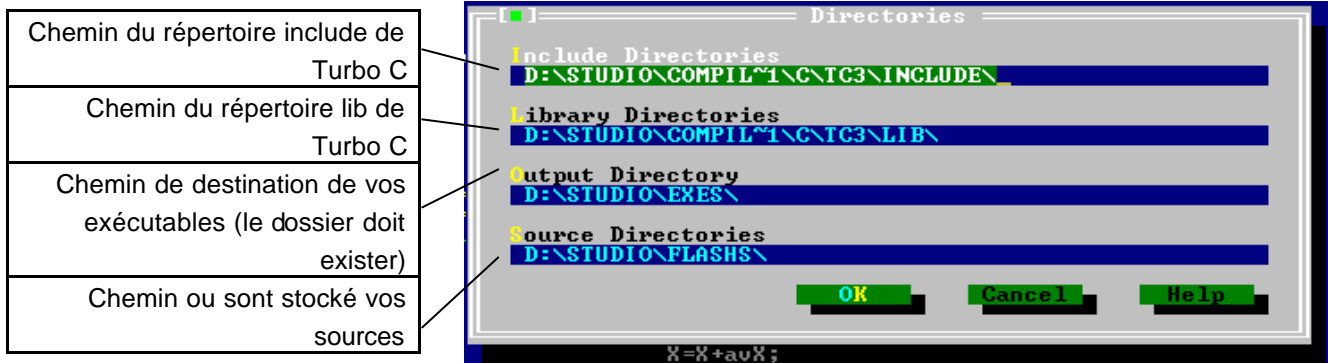 Chemin du répertoire include de
Turbo C
Chemin du répertoire lib de
Turbo C
Chemin de destination de vos
exécutables (le dossier doit
exister)
Chemin ou sont stocké vos
sources
[■] Directories
Include Directories
D:\STUDIO\COMPIL~1\C\TC3\INCLUDE\_
Library Directories
D:\STUDIO\COMPIL~1\C\TC3\LIB\
Output Directory
D:\STUDIO\EXES\
Source Directories
D:\STUDIO\FLASHS\
OK Cancel Help
X=X+avX;